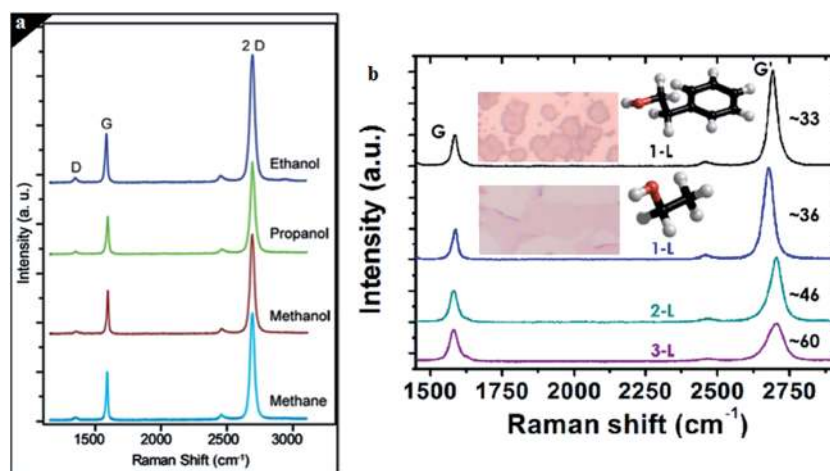 a
2 D
G
D
Ethanol
Propanol
Methanol
Methane
Intensity (a. u.)
1500 2000 2500 3000
Raman Shift (cm-1)
b
G'
G
1-L
~33
1-L
~36
2-L
~46
3-L
~60
Intensity (a.u.)
1500 1750 2000 2250 2500 2750
Raman shift (cm-1)